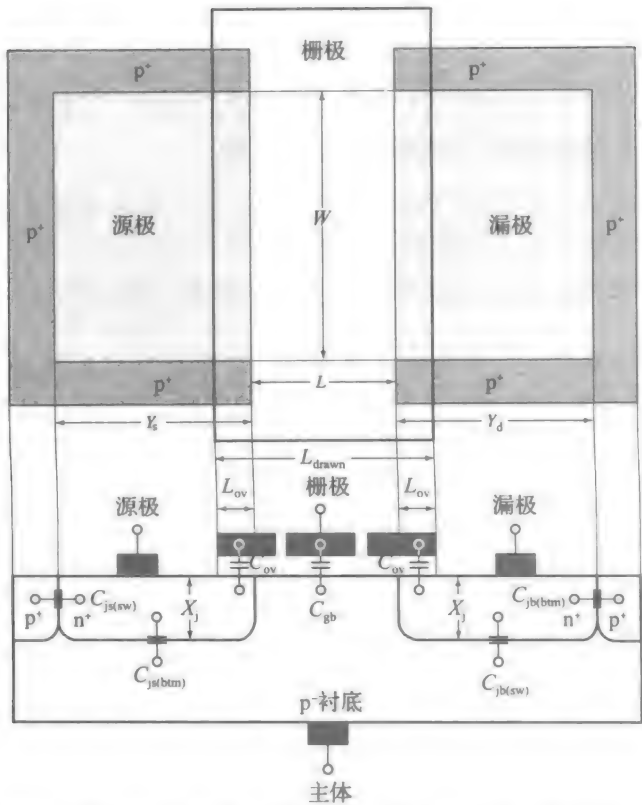 栅极
p⁺ p⁺
p⁺ 源极 W 漏极 p⁺
p⁺ L p⁺
Yₛ Y_d
L_drawn
L_ov 栅极 L_ov
源极 漏极
C_ov C_ov
C_js(sw) X_j C_gb X_j C_jb(btm)
p⁺ n⁺ n⁺ p⁺
C_js(btm) C_jb(sw)
p⁻衬底
主体